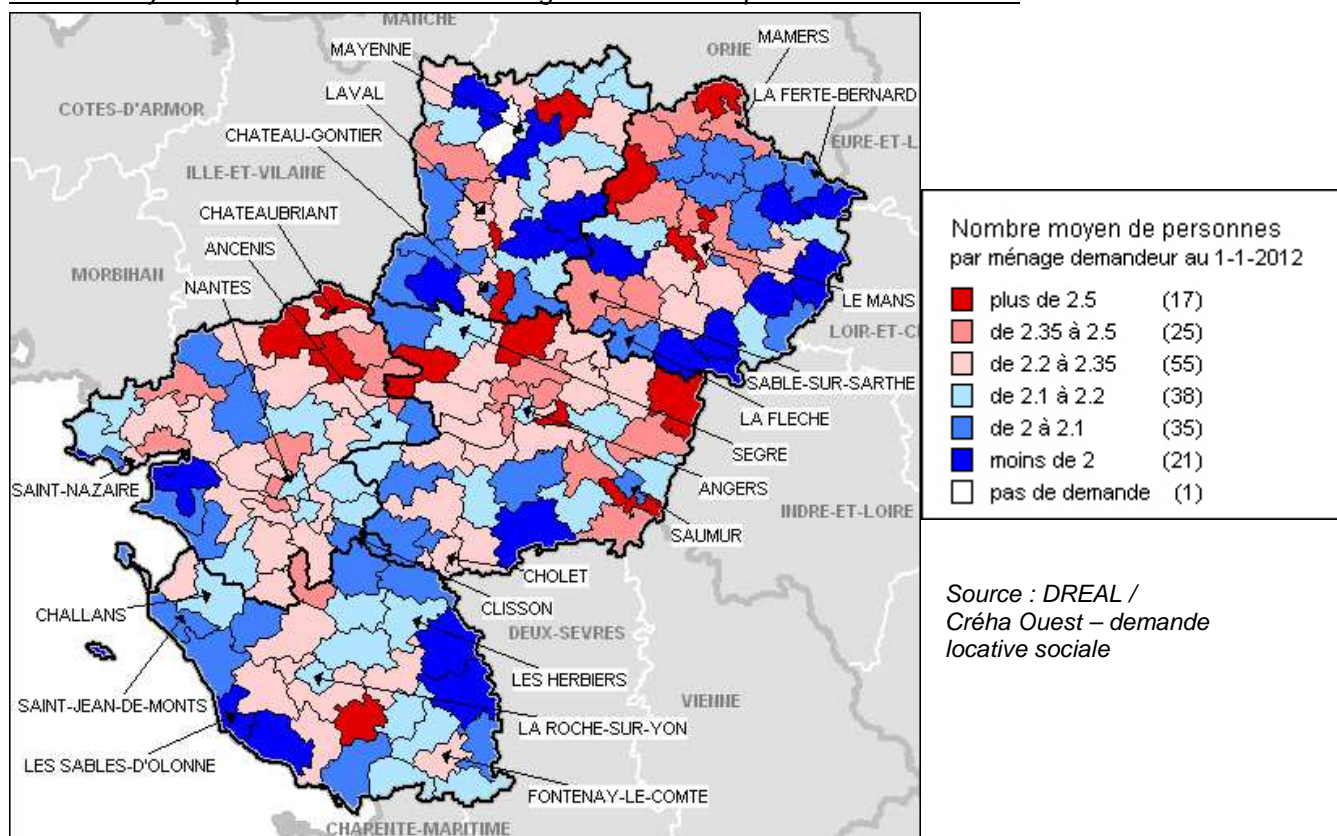 MANCHE
MAYENNE
ORNE
MAMERS
LAVAL
LA FERTE-BERNARD
COTES-D'ARMOR
CHATEAU-GONTIER
EURE-ET-L
ILLE-ET-VILAINE
CHATEAUBRIANT
ANCENIS
MORBIHAN
NANTES
LE MANS
LOIR-ET-C
SABLE-SUR-SARTHE
LA FLECHE
SEGRE
SAINT-NAZAIRE
ANGERS
INDRE-ET-LOIRE
SAUMUR
CHOLET
CHALLANS
CLISSON
DEUX-SEVRES
LES HERBIERS
SAINT-JEAN-DE-MONTS
VIENNE
LA ROCHE-SUR-YON
LES SABLES-D'OLONNE
FONTENAY-LE-COMTE
CHARENTE-MARITIME
Nombre moyen de personnes
par ménage demandeur au 1-1-2012
plus de 2.5 (17)
de 2.35 à 2.5 (25)
de 2.2 à 2.35 (55)
de 2.1 à 2.2 (38)
de 2 à 2.1 (35)
moins de 2 (21)
pas de demande (1)
Source : DREAL /
Créha Ouest – demande
locative sociale